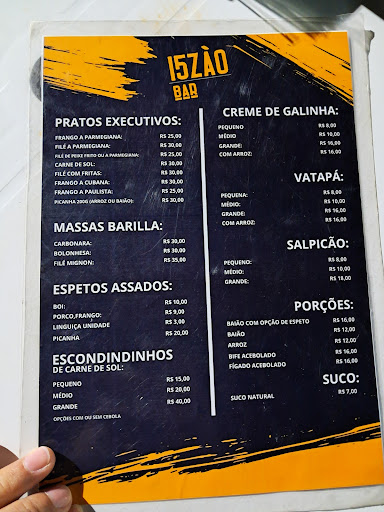 15ZÀO
BAR
PRATOS EXECUTIVOS:
FRANGO A PARMEGIANA: R$ 25,00
FILÉ A PARMEGIANA: R$ 30,00
FILÉ DE PEIXE FRITO OU A PARMEGIANA: R$ 25,00
CARNE DE SOL: R$ 30,00
FILÉ COM FRITAS: R$ 30,00
FRANGO A CUBANA: R$ 30,00
FRANGO A PAULISTA: R$ 25,00
PICANHA 200G (ARROZ OU BAIÃO): R$ 30,00
MASSAS BARILLA:
CARBONARA: R$ 30,00
BOLONHESA: R$ 30,00
FILÉ MIGNON: R$ 35,00
ESPETOS ASSADOS:
BOI: R$ 10,00
PORCO,FRANGO: R$ 9,00
LINGUIÇA UNIDADE R$ 3,00
PICANHA R$ 20,00
ESCONDINDINHOS
DE CARNE DE SOL:
PEQUENO R$ 15,00
MÉDIO R$ 20,00
GRANDE R$ 40,00
OPÇÕES COM OU SEM CEBOLA
CREME DE GALINHA:
PEQUENO R$ 8,00
MÉDIO: R$ 10,00
GRANDE: R$ 16,00
COM ARROZ: R$ 16,00
VATAPÁ:
PEQUENA: R$ 8,00
MÉDIO: R$ 10,00
GRANDE: R$ 16,00
COM ARROZ: R$ 16,00
SALPICÃO:
PEQUENO: R$ 8,00
MÉDIO: R$ 10,00
GRANDE: R$ 16,00
PORÇÕES:
BAIÃO COM OPÇÃO DE ESPETO R$ 16,00
BAIÃO R$ 12,00
ARROZ R$ 12,00
BIFE ACEBOLADO R$ 16,00
FÍGADO ACEBOLADO R$ 16,00
SUCO:
SUCO NATURAL R$ 7,00